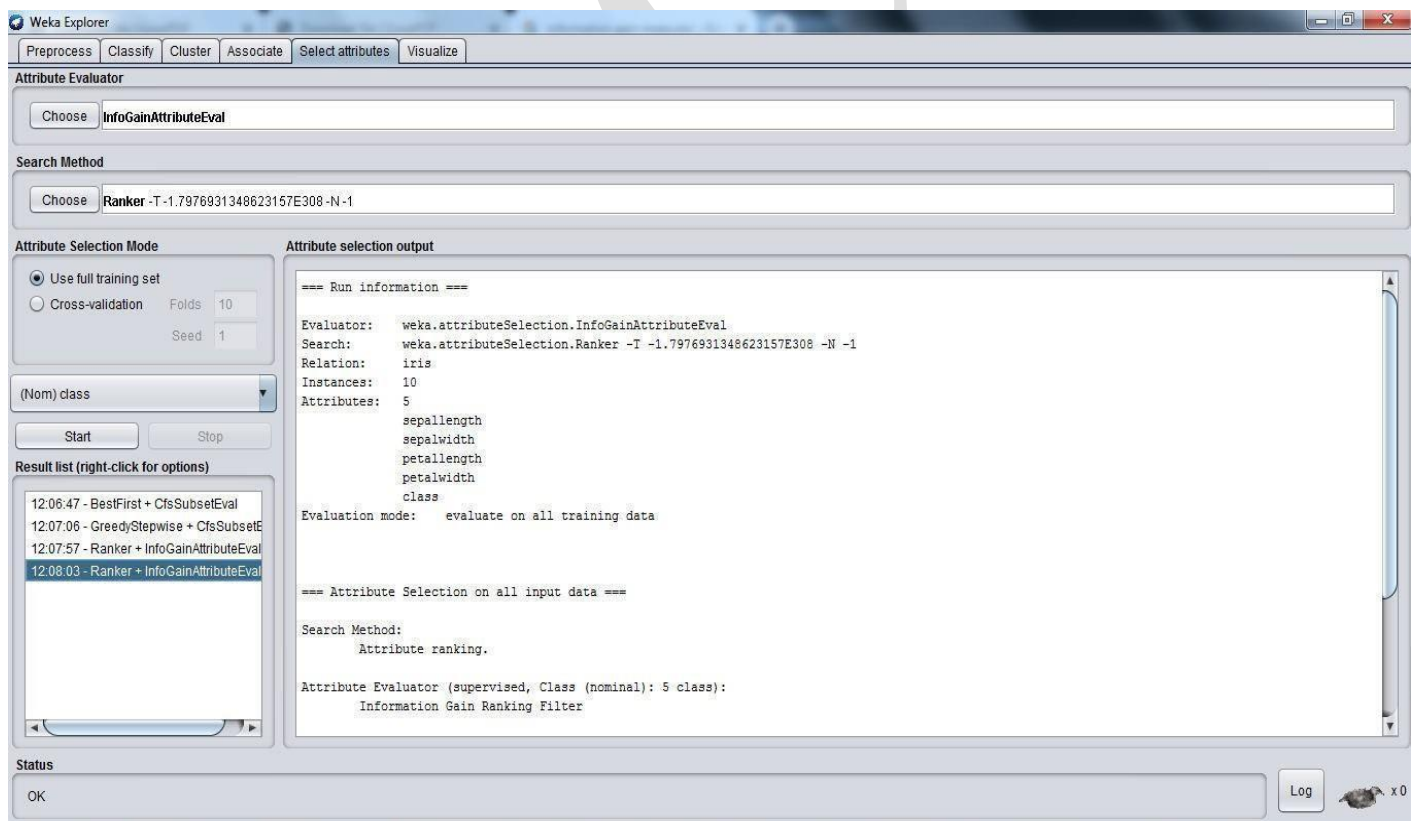 Weka Explorer
Preprocess Classify Cluster Associate Select attributes Visualize
Attribute Evaluator
Choose InfoGainAttributeEval
Search Method
Choose Ranker -T -1.7976931348623157E308 -N -1
Attribute Selection Mode
Use full training set
Cross-validation Folds 10
Seed 1
(Nom) class
Start Stop
Result list (right-click for options)
12:06:47 - BestFirst + CfsSubsetEval
12:07:06 - GreedyStepwise + CfsSubsetE
12:07:57 - Ranker + InfoGainAttributeEval
12:08:03 - Ranker + InfoGainAttributeEval
Attribute selection output
=== Run information ===
Evaluator: weka.attributeSelection.InfoGainAttributeEval
Search: weka.attributeSelection.Ranker -T -1.7976931348623157E308 -N -1
Relation: iris
Instances: 10
Attributes: 5
sepallength
sepalwidth
petallength
petalwidth
class
Evaluation mode: evaluate on all training data
=== Attribute Selection on all input data ===
Search Method:
Attribute ranking.
Attribute Evaluator (supervised, Class (nominal): 5 class):
Information Gain Ranking Filter
Status
OK
Log x 0